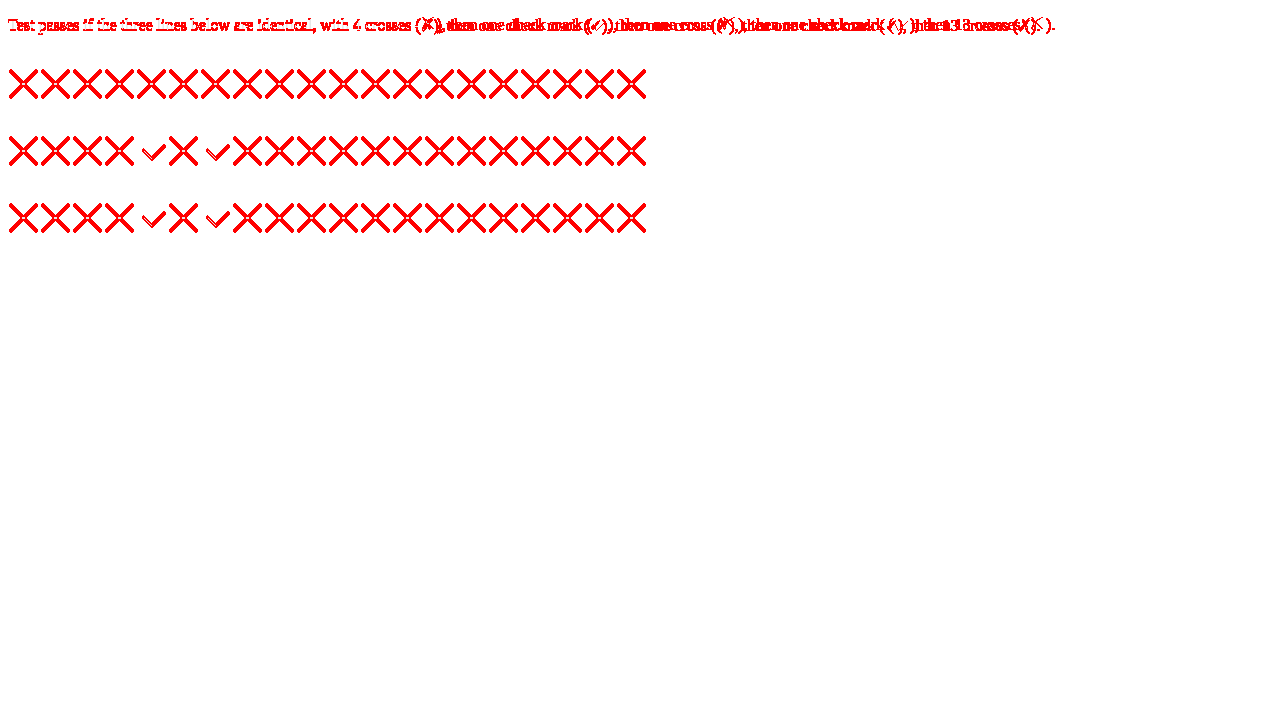 Test passes if the three lines below are identical, with 4 crosses (✗), then one check mark (✓), then one cross (✗), then one check mark (✓), then 13 crosses (✗).
✗✗✗✗✗✗✗✗✗✗✗✗✗✗✗✗✗✗✗✗
✗✗✗✗✓✗✓✗✗✗✗✗✗✗✗✗✗✗✗✗
✗✗✗✗✓✗✓✗✗✗✗✗✗✗✗✗✗✗✗✗